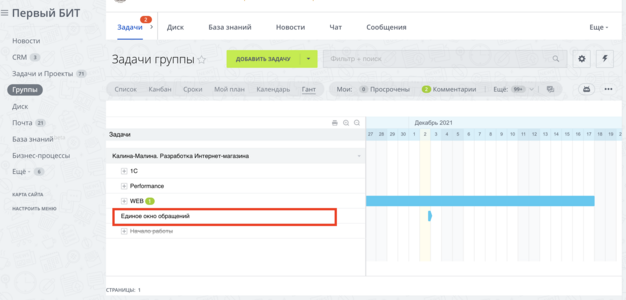 Первый БИТ
Новости
CRM 3
Задачи и Проекты 71
Группы
Диск
Почта 21
База знаний beta
Бизнес-процессы
Ещё - 6
КАРТА САЙТА
НАСТРОИТЬ МЕНЮ
Задачи 2
Диск
База знаний
Новости
Чат
Сообщения
Еще -
Задачи группы
ДОБАВИТЬ ЗАДАЧУ
Фильтр + поиск
Список Канбан Сроки Мой план Календарь Гант
Мои: 0 Просрочены 2 Комментарии Ещё: 99+
Задачи
Декабрь 2021
27 28 29 30 1 2 3 4 5 6 7 8 9 10 11 12 13 14 15 16 17 18 19
Калина-Малина. Разработка Интернет-магазина
1С
Performance
WEB 1
Единое окно обращений
Начало работы
СТРАНИЦЫ: 1